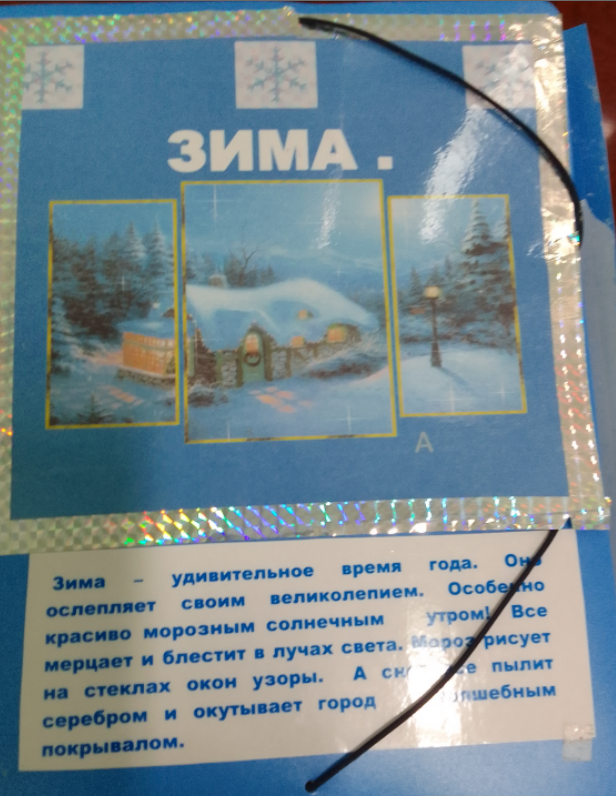 ЗИМА .
А
Зима – удивительное время года. Оно
ослепляет своим великолепием. Особенно
красиво морозным солнечным утром! Все
мерцает и блестит в лучах света. Мороз рисует
на стеклах окон узоры. А пылит
серебром и окутывает город
покрывалом.